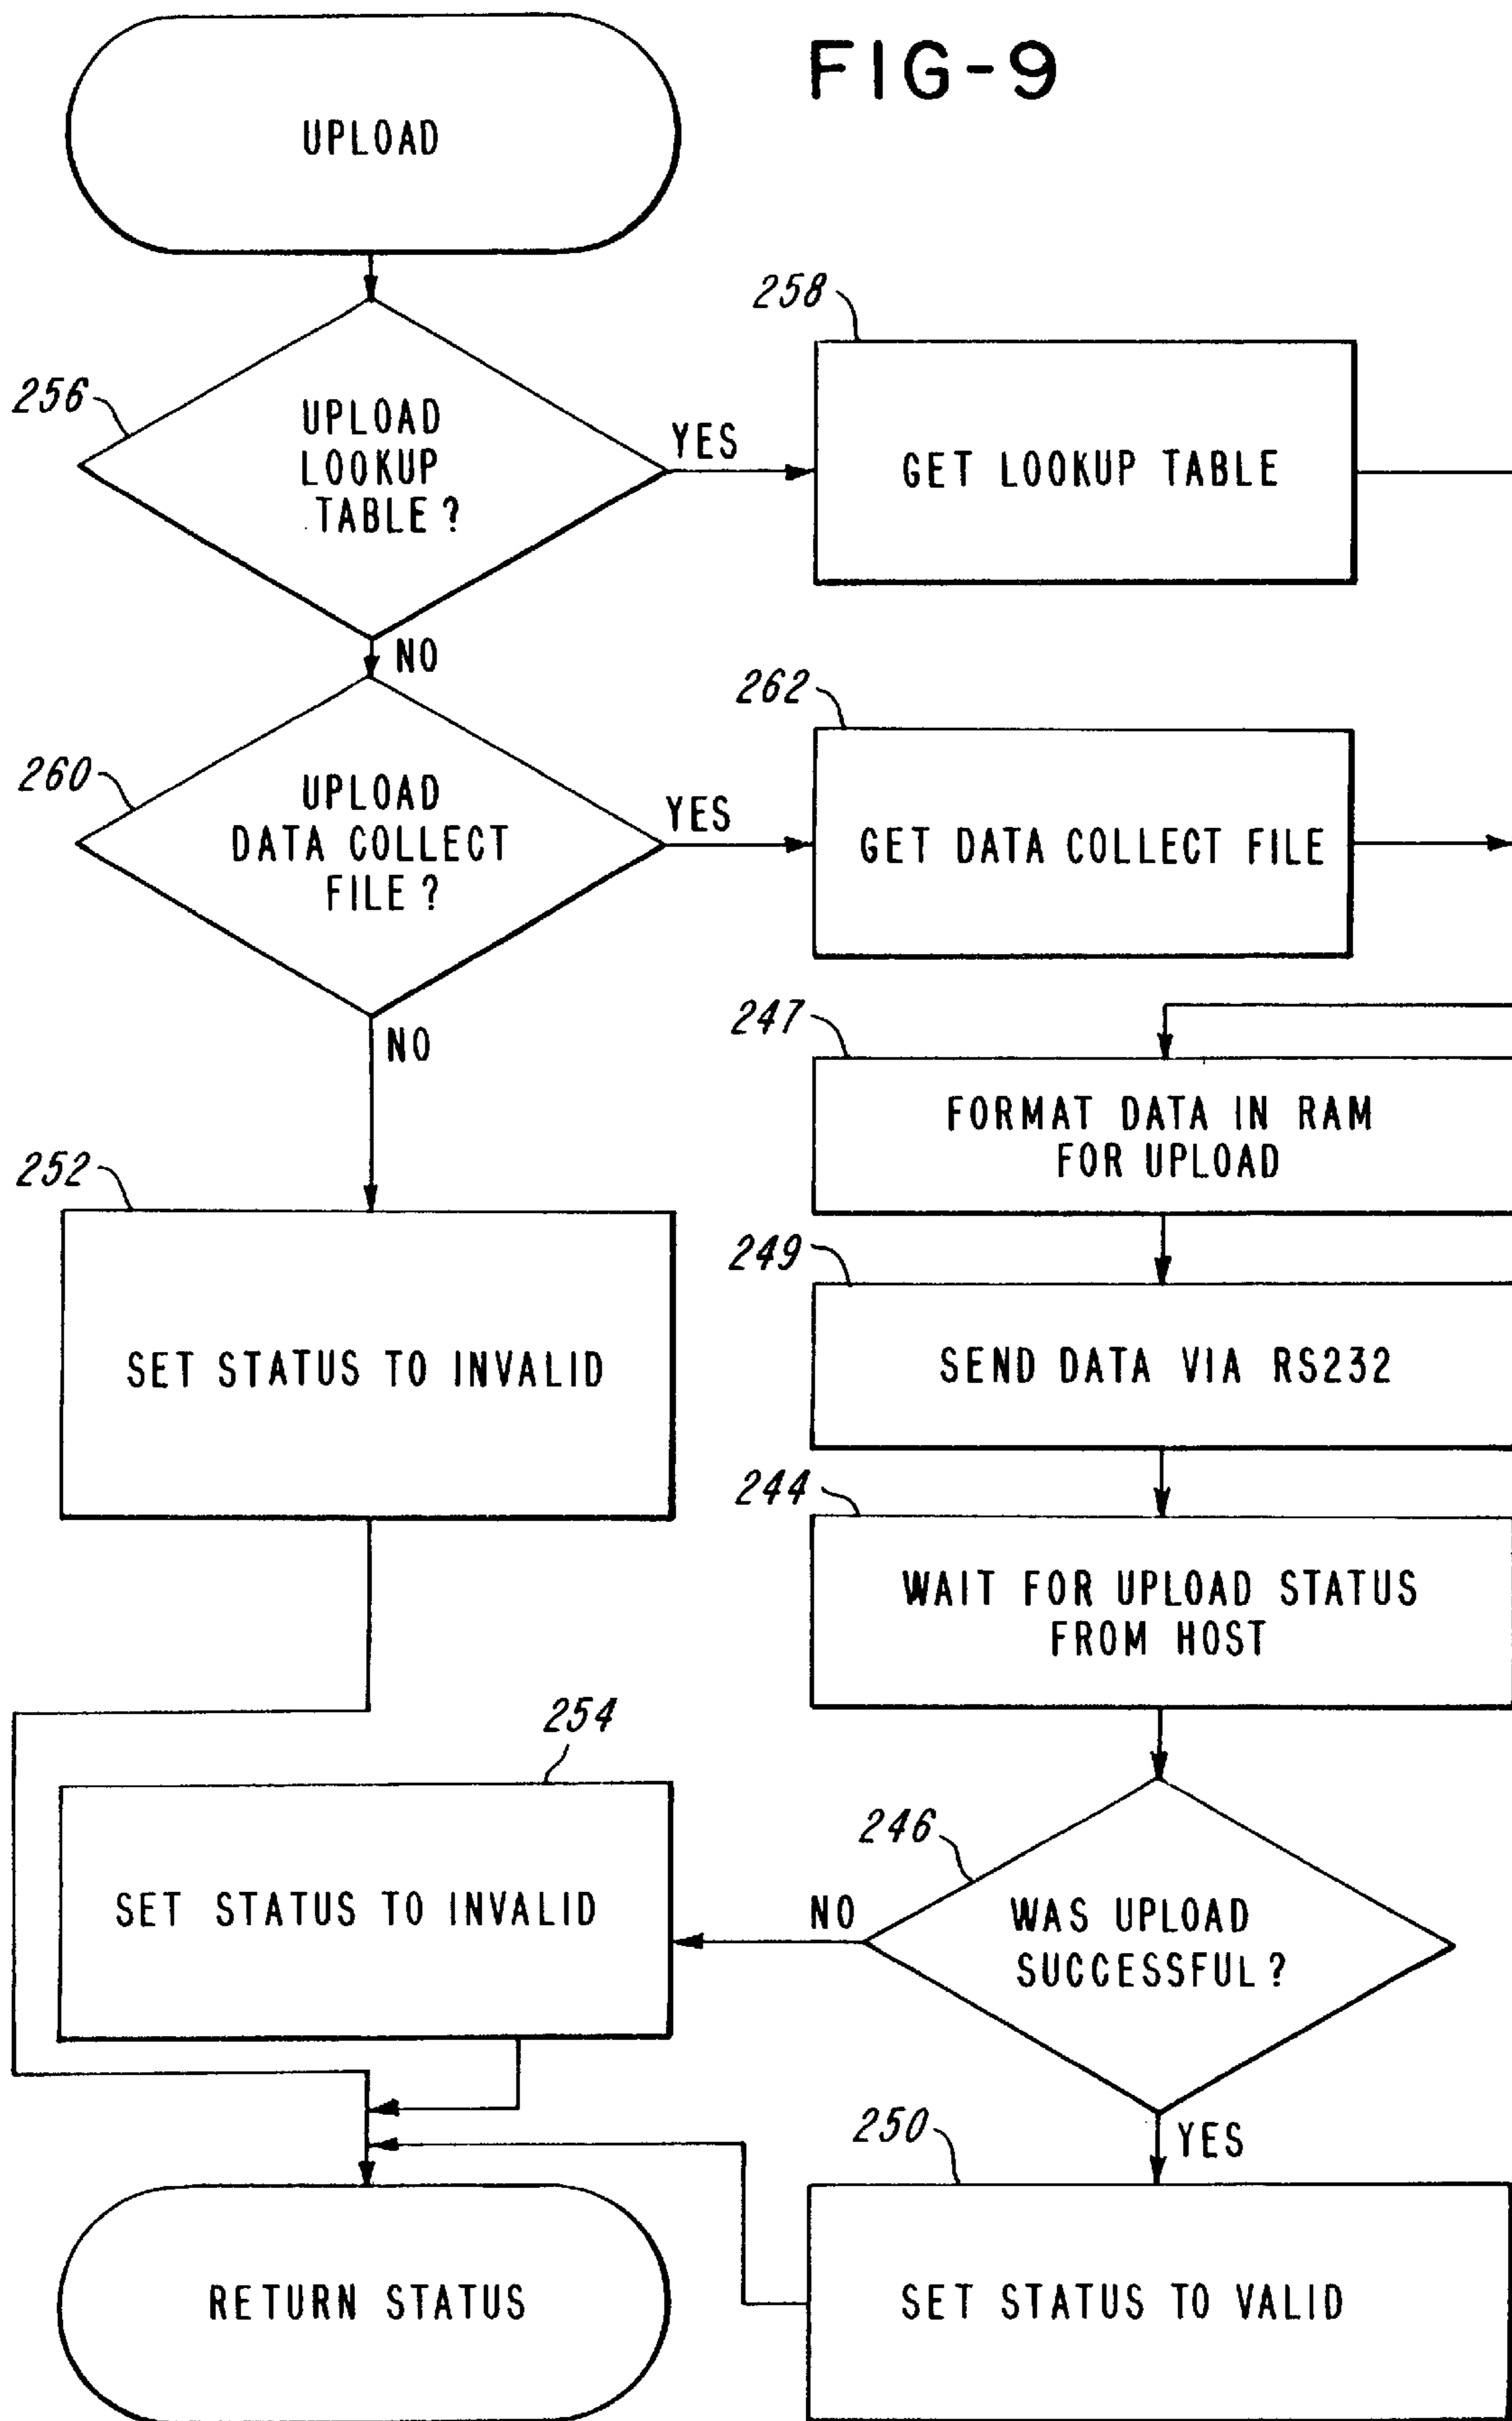 FIG-9
UPLOAD
258
256
UPLOAD
LOOKUP
TABLE?
YES
GET LOOKUP TABLE
NO
262
260
UPLOAD
DATA COLLECT
FILE?
YES
GET DATA COLLECT FILE
NO
247
FORMAT DATA IN RAM
FOR UPLOAD
252
SET STATUS TO INVALID
249
SEND DATA VIA RS232
244
WAIT FOR UPLOAD STATUS
FROM HOST
254
SET STATUS TO INVALID
246
NO
WAS UPLOAD
SUCCESSFUL?
YES
250
RETURN STATUS
SET STATUS TO VALID